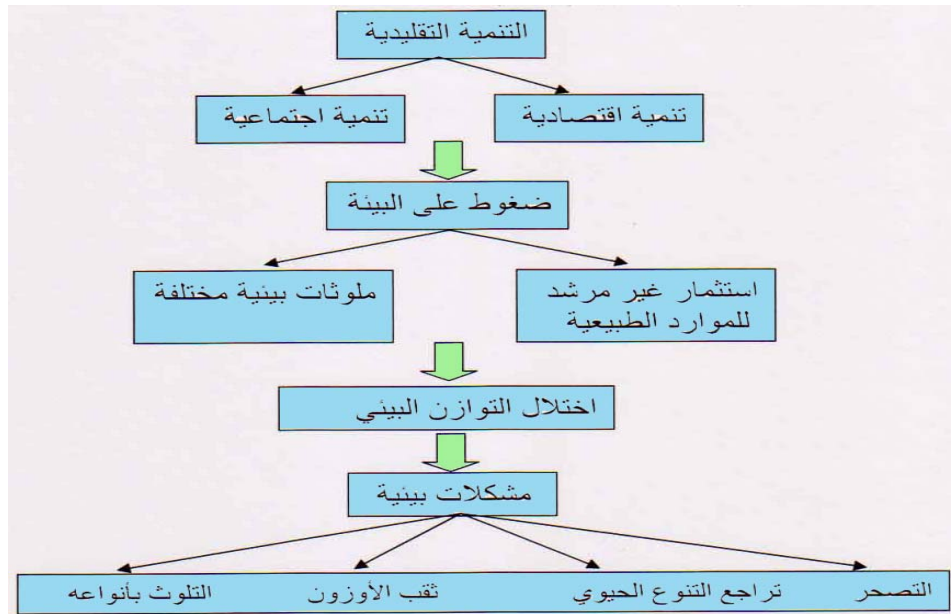 التنمية التقليدية
تنمية اقتصادية
تنمية اجتماعية
ضغوط على البيئة
استثمار غير مرشد
للموارد الطبيعية
ملوثات بيئية مختلفة
اختلال التوازن البيئي
مشكلات بيئية
التصحر تراجع التنوع الحيوي ثقب الأوزون التلوث بأنواعه